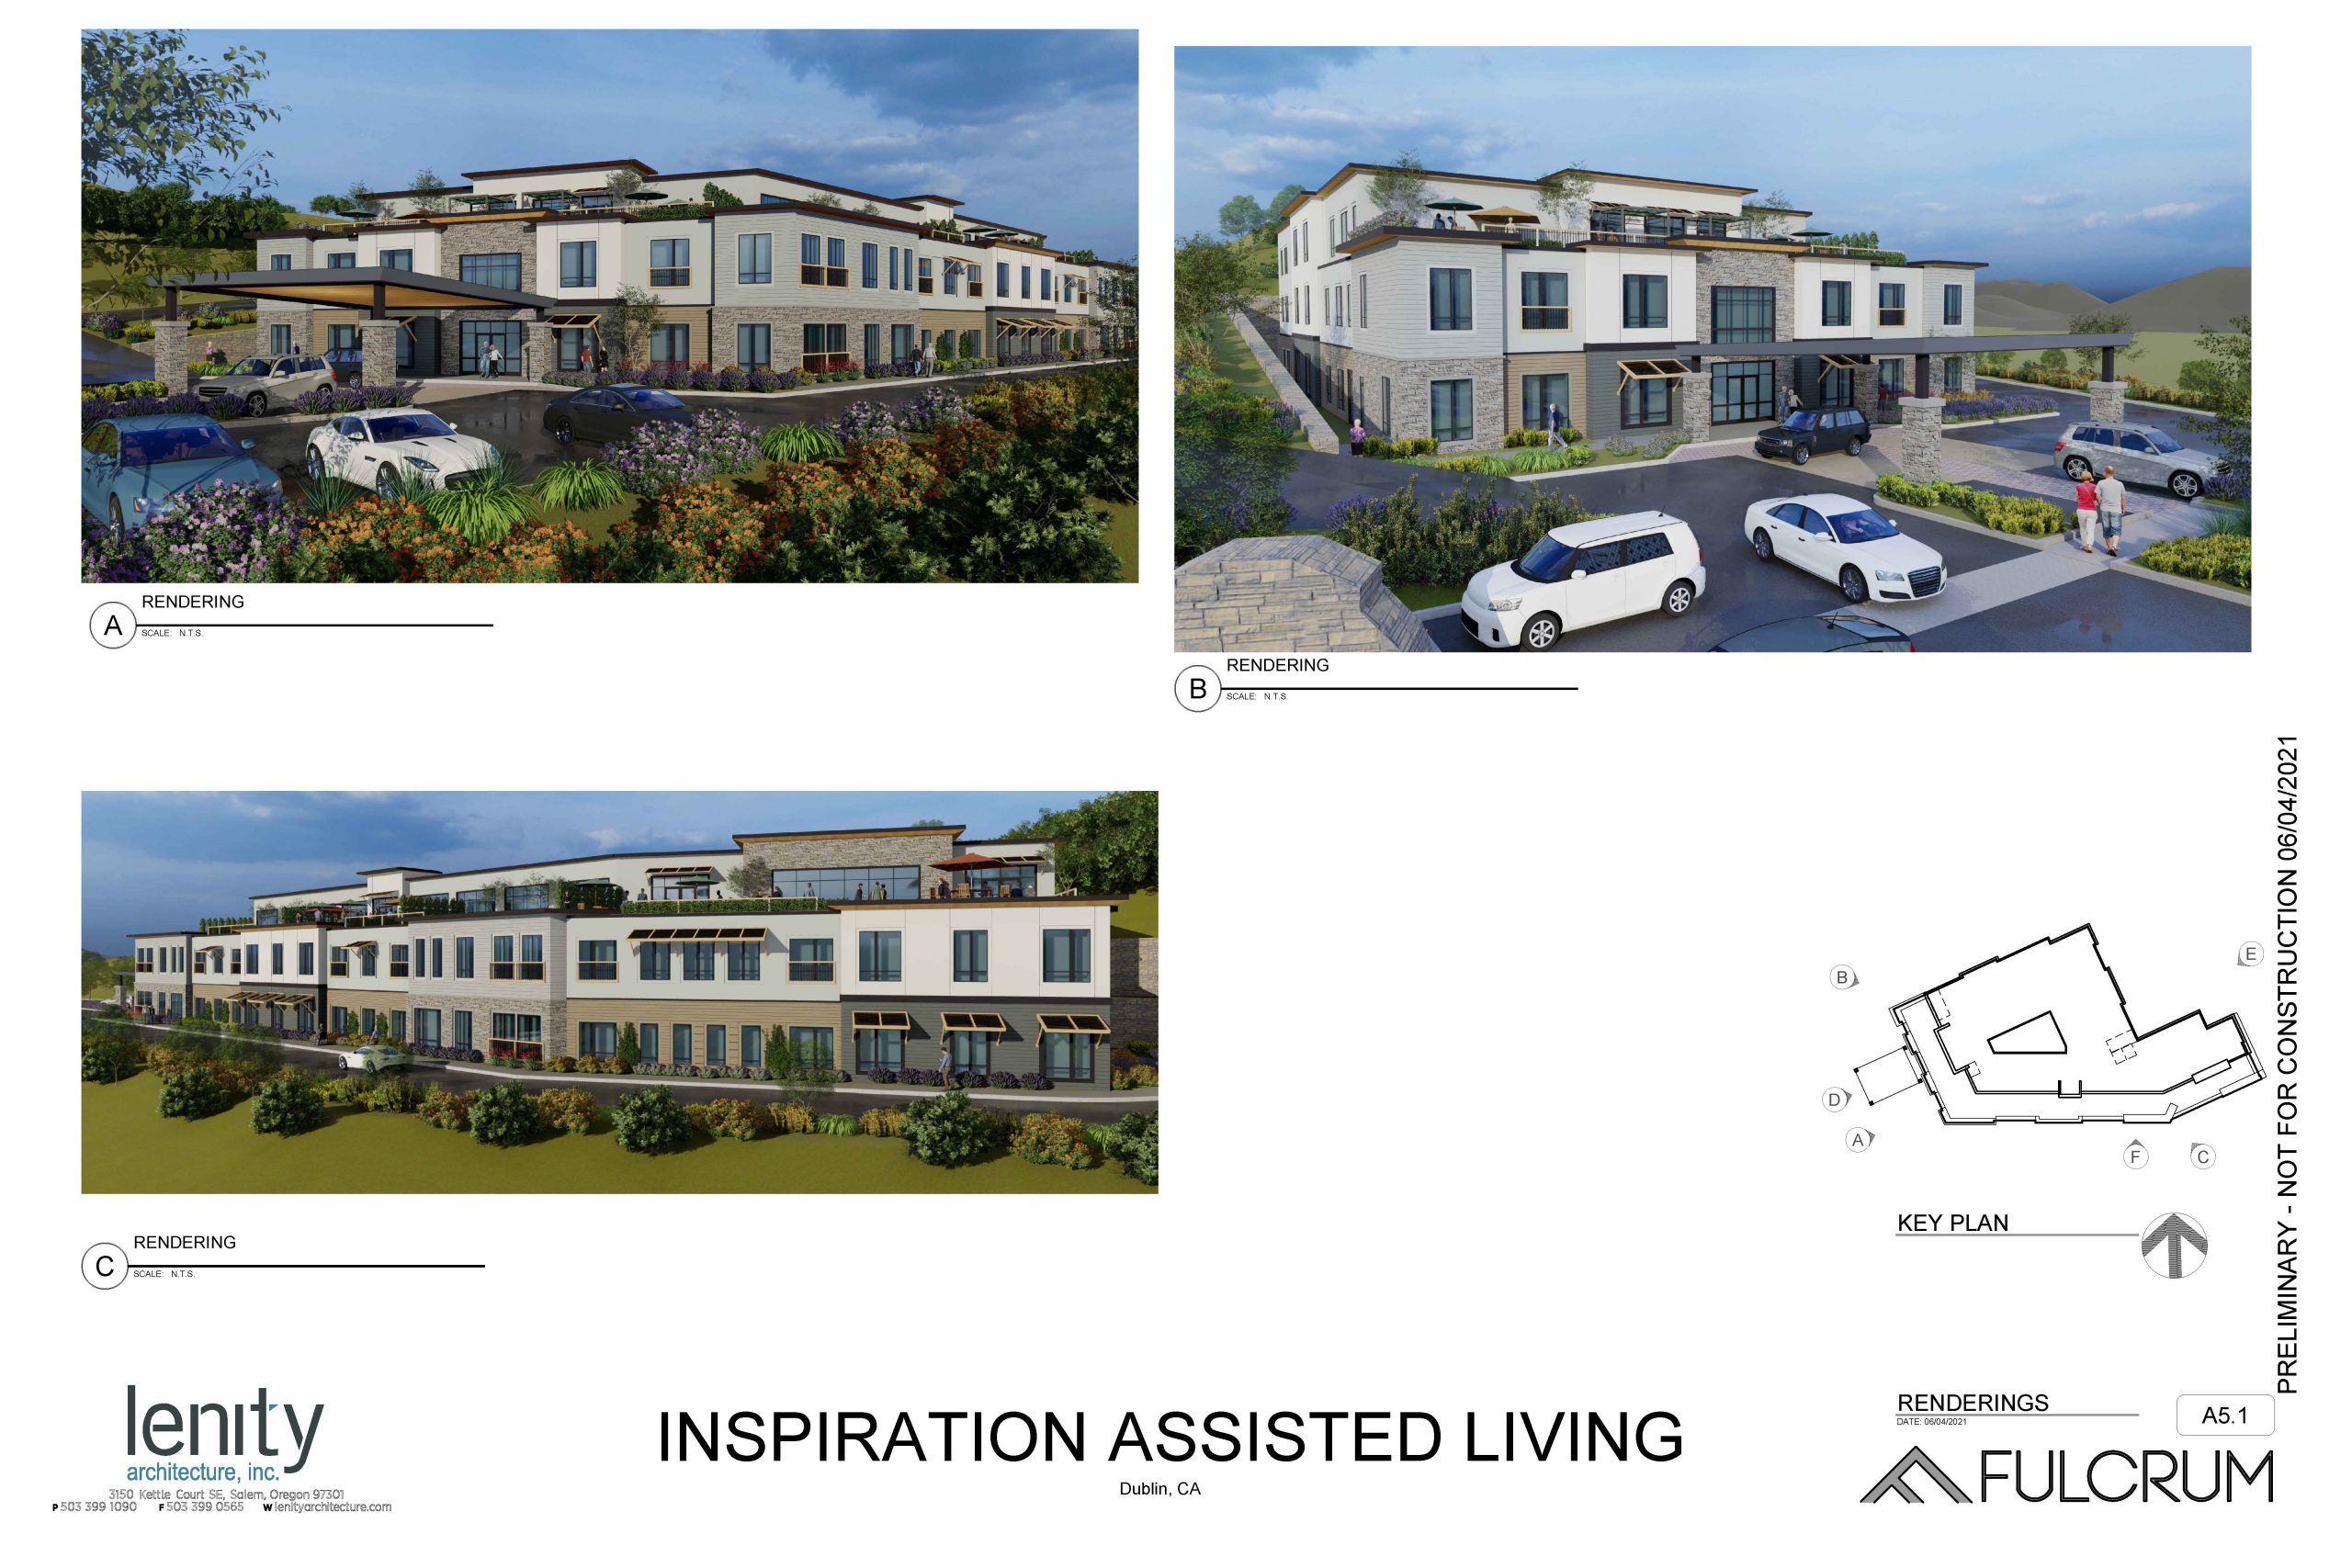 A
RENDERING
SCALE: N.T.S.
B
RENDERING
SCALE: N.T.S.
C
RENDERING
SCALE: N.T.S.
B
E
D
A
F
C
KEY PLAN
PRELIMINARY - NOT FOR CONSTRUCTION 06/04/2021
lenity
architecture, inc.
3150 Kettle Court SE, Salem, Oregon 97301
P 503 399 1090 F 503 399 0565 W lenityarchitecture.com
INSPIRATION ASSISTED LIVING
Dublin, CA
RENDERINGS
DATE: 06/04/2021
A5.1
FULCRUM